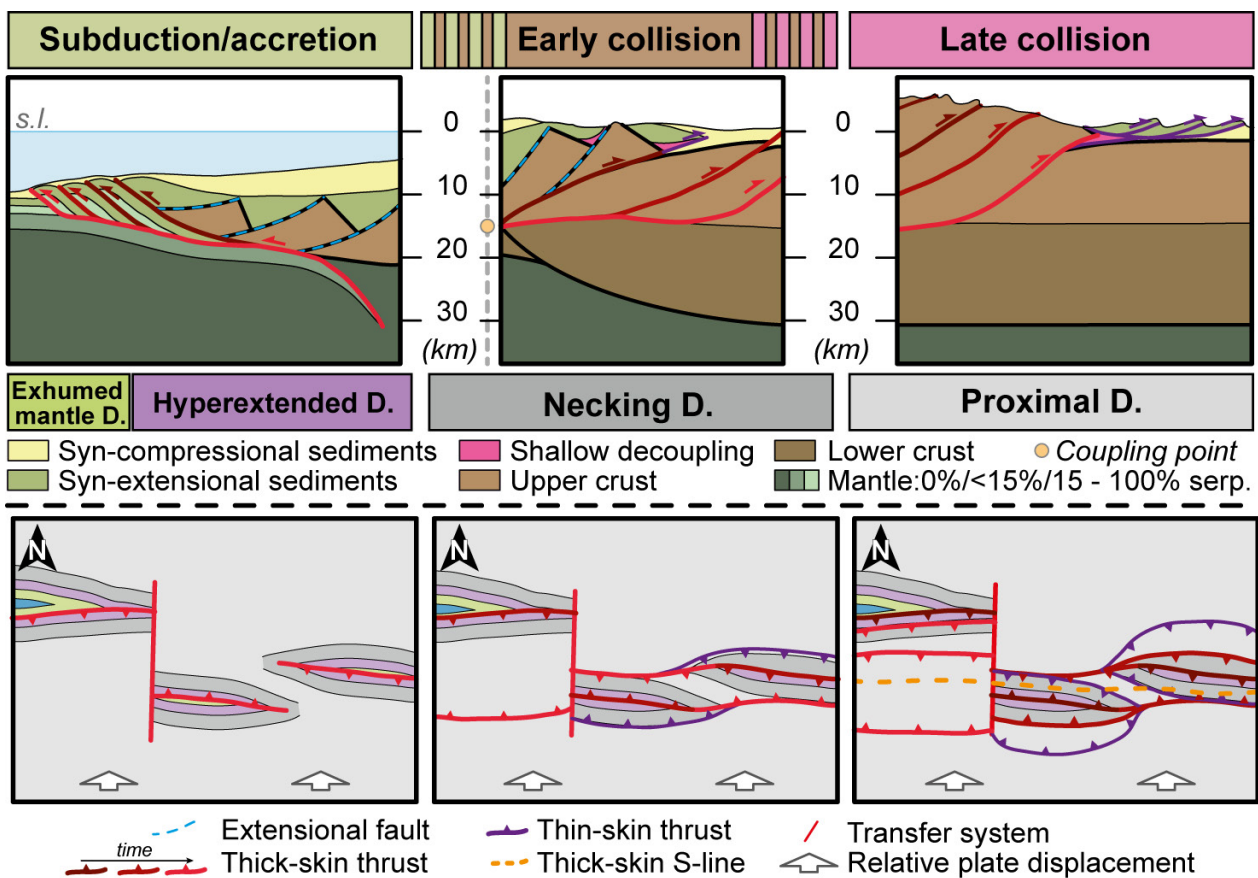 Subduction/accretion
Early collision
Late collision
s.l.
0
10
20
30
(km)
0
10
20
30
(km)
Exhumed
mantle D.
Hyperextended D.
Necking D.
Proximal D.
Syn-compressional sediments
Shallow decoupling
Lower crust
Coupling point
Syn-extensional sediments
Upper crust
Mantle:0%/<15%/15 - 100% serp.
N
N
N
Extensional fault
Thin-skin thrust
Transfer system
time
Thick-skin thrust
Thick-skin S-line
Relative plate displacement